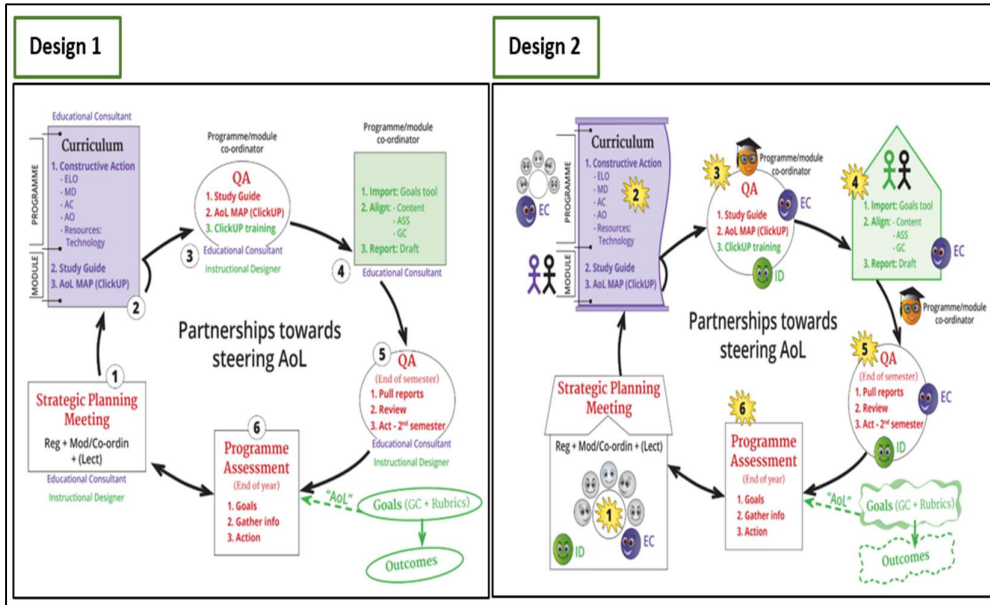 Design 1
Educational Consultant
PROGRAMME
MODULE
Curriculum
1. Constructive Action
- ELO
- MD
- AC
- AO
- Resources:
Technology
2. Study Guide
3. AoL MAP (ClickUP)
2
Programme/module
co-ordinator
QA
1. Study Guide
2. AoL MAP (ClickUP)
3. ClickUP training
3
Educational Consultant
Instructional Designer
Programme/module
co-ordinator
1. Import: Goals tool
2. Align: - Content
- ASS
- GC
3. Report: Draft
4
Educational Consultant
Partnerships towards
steering AoL
1
Strategic Planning
Meeting
Reg + Mod/Co-ordin
+ (Lect)
Educational Consultant
Instructional Designer
5
QA
(End of semester)
1. Pull reports
2. Review
3. Act - 2nd semester
Educational Consultant
Instructional Designer
6
Programme
Assessment
(End of year)
1. Goals
2. Gather info
3. Action
"AoL"
Goals (GC + Rubrics)
Outcomes
Design 2
PROGRAMME
MODULE
EC
Curriculum
1. Constructive Action
- ELO
- MD
- AC
- AO
- Resources:
Technology
2
2. Study Guide
3. AoL MAP (ClickUP)
3
Programme/module
co-ordinator
QA
1. Study Guide
2. AoL MAP (ClickUP)
3. ClickUP training
EC
ID
4
1. Import: Goals tool
2. Align: - Content
- ASS
- GC
3. Report: Draft
EC
Programme/module
co-ordinator
Partnerships towards
steering AoL
Strategic Planning
Meeting
Reg + Mod/Co-ordin
+ (Lect)
1
ID
EC
5
QA
(End of semester)
1. Pull reports
2. Review
3. Act - 2nd semester
EC
ID
6
Programme
Assessment
(End of year)
1. Goals
2. Gather info
3. Action
"AoL"
Goals (GC + Rubrics)
Outcomes